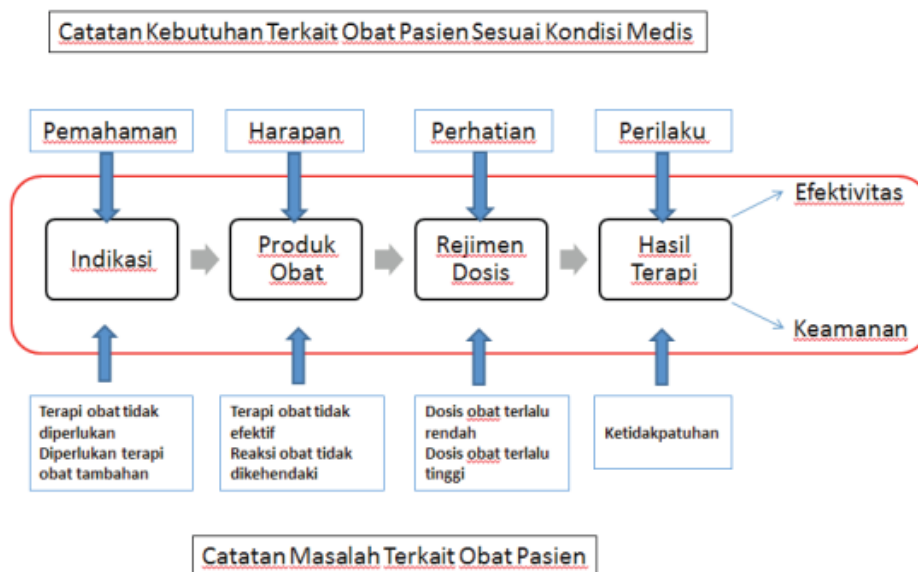 Catatan Kebutuhan Terkait Obat Pasien Sesuai Kondisi Medis
Pemahaman
Harapan
Perhatian
Perilaku
Efektivitas
Indikasi
Produk
Obat
Rejimen
Dosis
Hasil
Terapi
Keamanan
Terapi obat tidak
diperlukan
Diperlukan terapi
obat tambahan
Terapi obat tidak
efektif
Reaksi obat tidak
dikehendaki
Dosis obat terlalu
rendah
Dosis obat terlalu
tinggi
Ketidakpatuhan
Catatan Masalah Terkait Obat Pasien